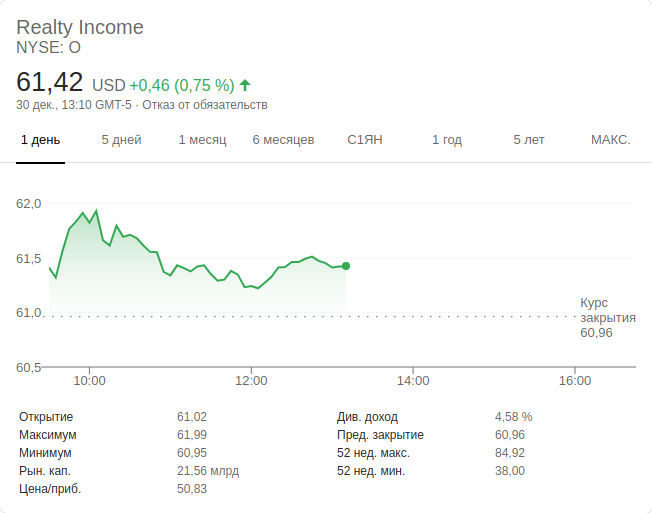 Realty Income
NYSE: O
61,42 USD +0,46 (0,75 %)
30 дек., 13:10 GMT-5 · Отказ от обязательств
1 день 5 дней 1 месяц 6 месяцев С1ЯН 1 год 5 лет МАКС.
62,0
61,5
61,0
60,5
Курс
закрытия
60,96
10:00 12:00 14:00 16:00
Открытие 61,02 Див. доход 4,58 %
Максимум 61,99 Пред. закрытие 60,96
Минимум 60,95 52 нед. макс. 84,92
Рын. кап. 21,56 млрд 52 нед. мин. 38,00
Цена/приб. 50,83